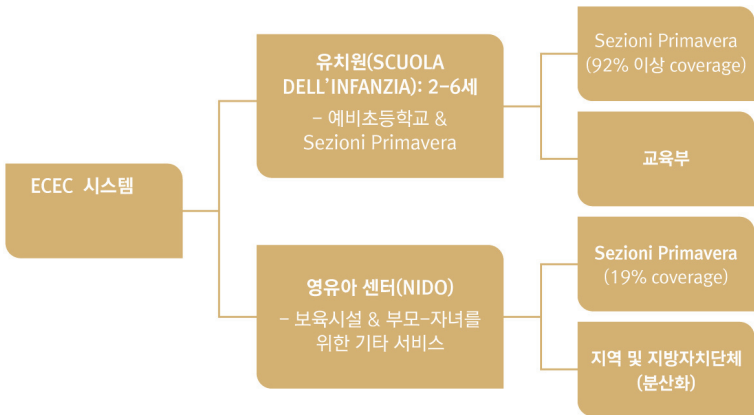 ECEC 시스템
유치원(SCUOLA
DELL'INFANZIA): 2-6세
- 예비초등학교 &
Sezioni Primavera
Sezioni Primavera
(92% 이상 coverage)
교육부
영유아 센터(NIDO)
- 보육시설 & 부모-자녀를
위한 기타 서비스
Sezioni Primavera
(19% coverage)
지역 및 지방자치단체
(분산화)